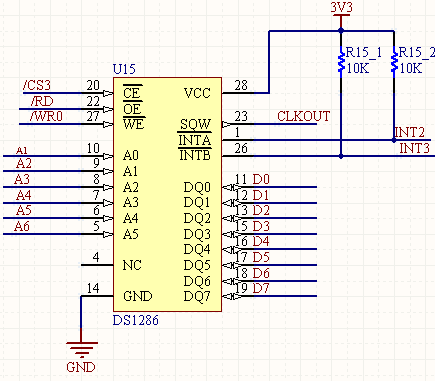 3V3
U15
R15_1 R15_2
10K 10K
/CS3 20 CE VCC 28
/RD 22 OE
/WR0 27 WE SQW 23 CLKOUT
INTA 1 INT2
A1 10 A0 INTB 26 INT3
A2 9 A1
A3 8 A2 DQ0 11 D0
A4 7 A3 DQ1 12 D1
A5 6 A4 DQ2 13 D2
A6 5 A5 DQ3 15 D3
DQ4 16 D4
4 NC DQ5 17 D5
DQ6 18 D6
14 GND DQ7 19 D7
DS1286
GND